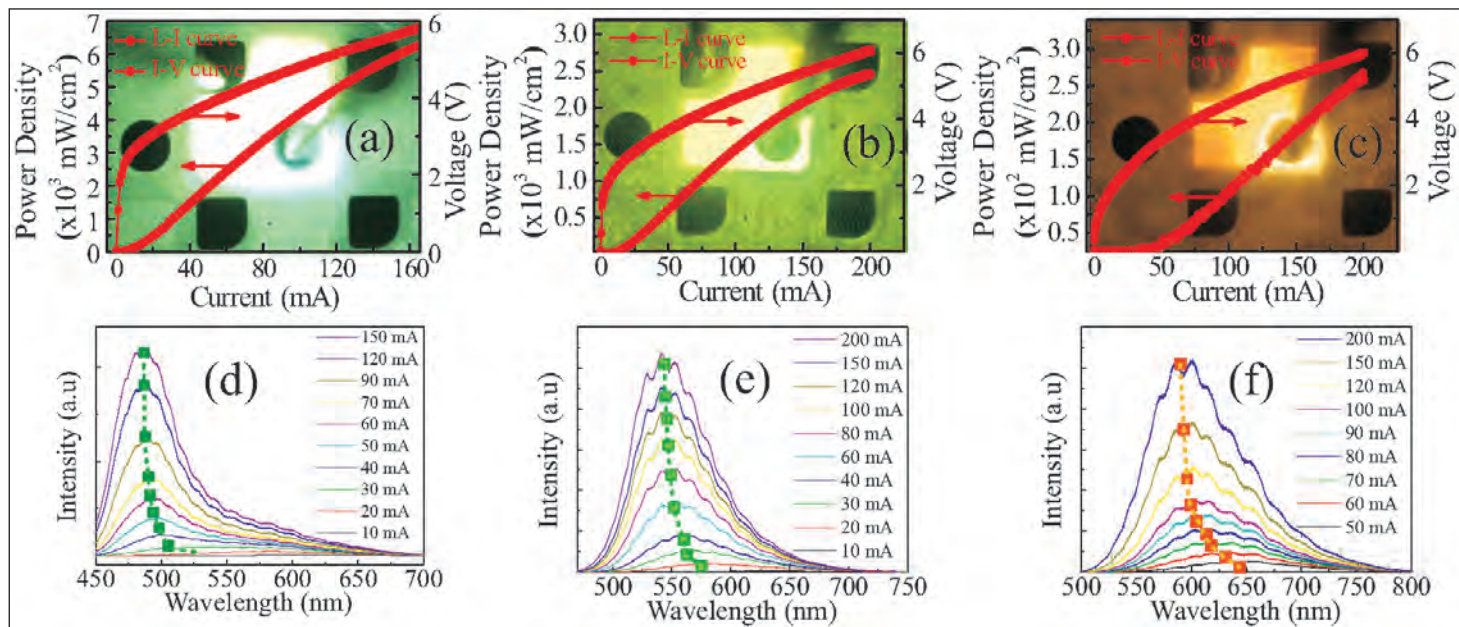 7
6
5
4
3
2
1
0
Power Density
(x10³ mW/cm²)
L-I curve
I-V curve
(a)
6
4
2
0
Voltage (V)
0 40 80 120 160
Current (mA)
3.0
2.5
2.0
1.5
1.0
0.5
Power Density
(x10³ mW/cm²)
L-I curve
I-V curve
(b)
6
4
2
Voltage (V)
0 50 100 150 200
Current (mA)
3.0
2.5
2.0
1.5
1.0
0.5
Power Density
(x10² mW/cm²)
L-I curve
I-V curve
(c)
6
4
2
Voltage (V)
0 50 100 150 200
Current (mA)
Intensity (a.u)
(d)
150 mA
120 mA
90 mA
70 mA
60 mA
50 mA
40 mA
30 mA
20 mA
10 mA
450 500 550 600 650 700
Wavelength (nm)
Intensity (a.u)
(e)
200 mA
150 mA
120 mA
100 mA
80 mA
60 mA
40 mA
30 mA
20 mA
10 mA
500 550 600 650 700 750
Wavelength (nm)
Intensity (a.u)
(f)
200 mA
150 mA
120 mA
100 mA
90 mA
80 mA
70 mA
60 mA
50 mA
500 550 600 650 700 750 800
Wavelength (nm)